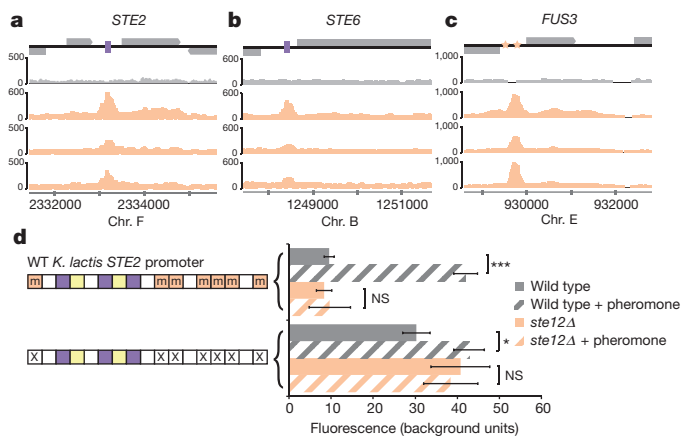 a
STE2
b
STE6
c
FUS3
500
0
600
0
500
0
500
0
600
0
600
0
600
0
600
0
1,000
0
1,000
0
1,000
0
1,000
0
2332000 2334000
Chr. F
1249000 1251000
Chr. B
930000 932000
Chr. E
d
WT K. lactis STE2 promoter
m m m m m m m
X X X X X X X
***
NS
*
NS
Wild type
Wild type + pheromone
ste12Δ
ste12Δ + pheromone
0 10 20 30 40 50 60
Fluorescence (background units)